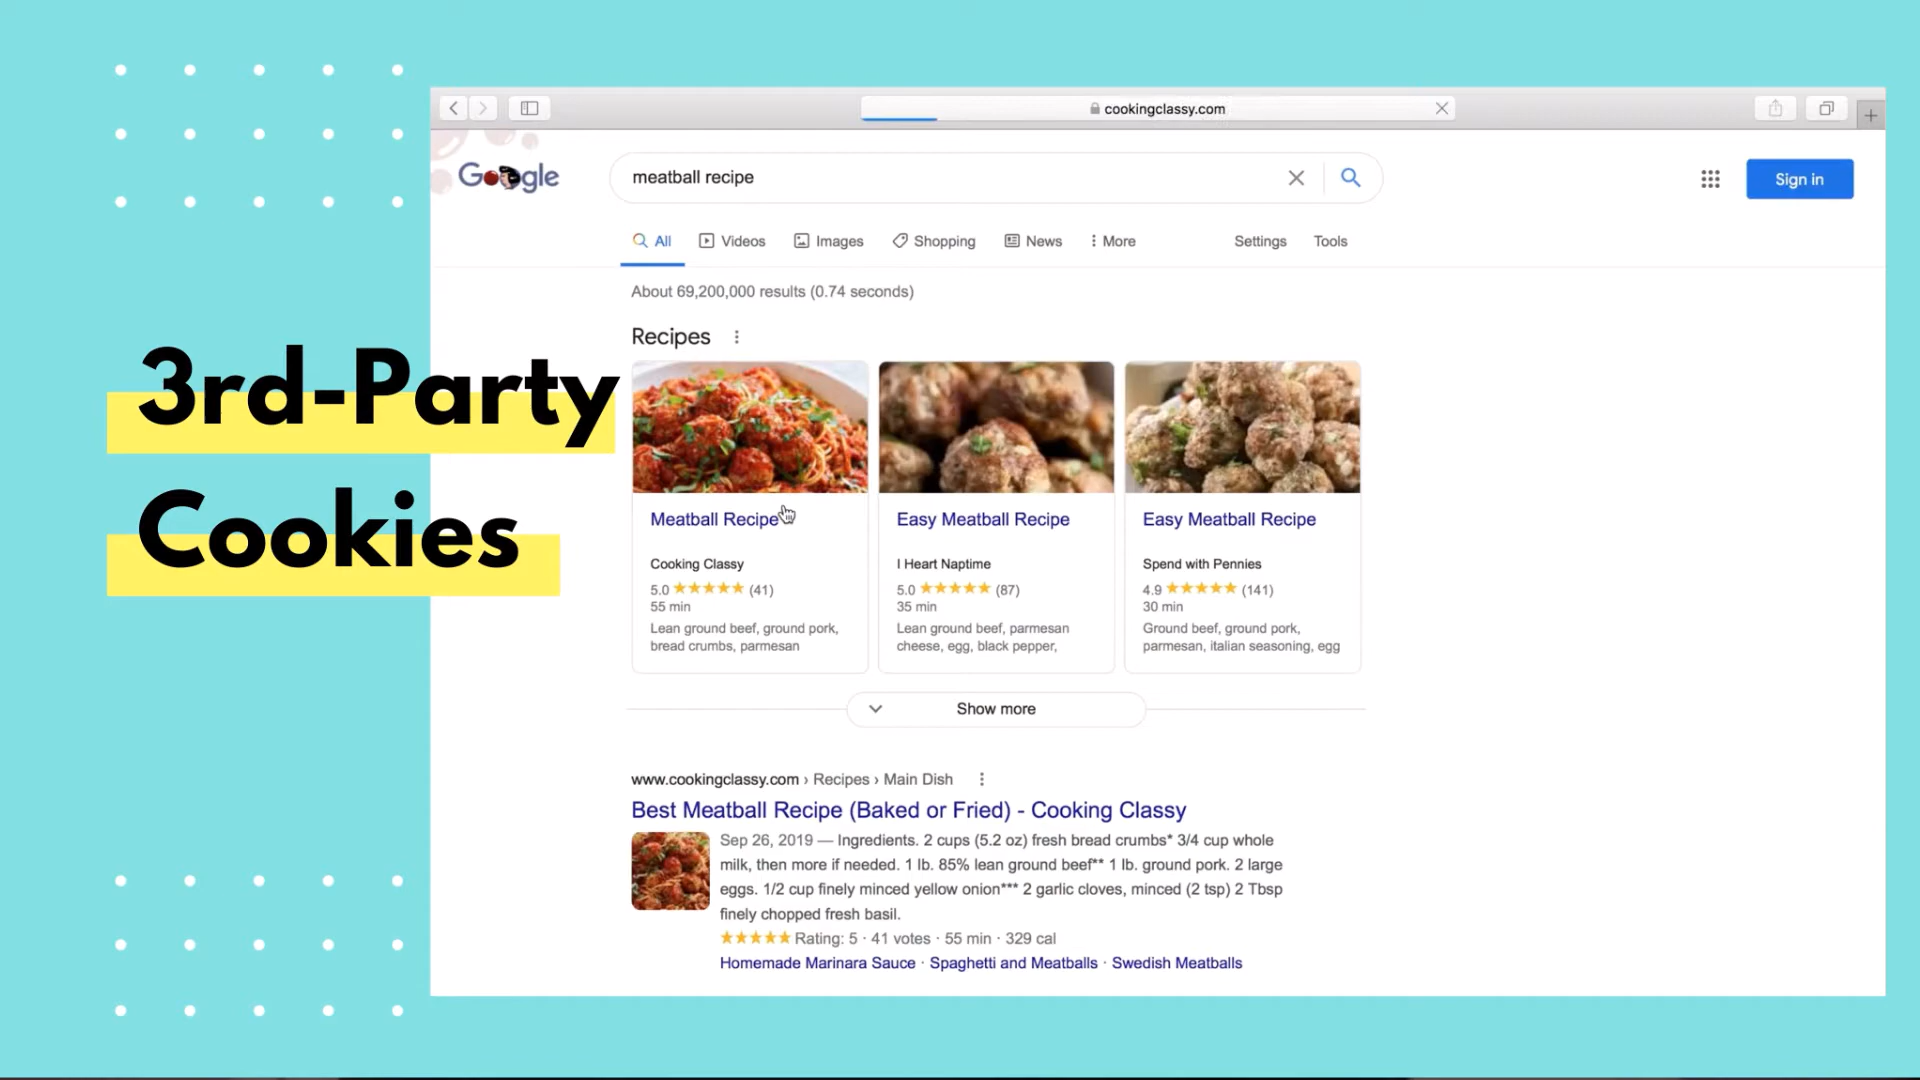 cookingclassy.com
Google
meatball recipe
Sign in
All Videos Images Shopping News More Settings Tools
About 69,200,000 results (0.74 seconds)
Recipes
3rd-Party
Cookies
Meatball Recipe
Cooking Classy
5.0 ★★★★★ (41)
55 min
Lean ground beef, ground pork,
bread crumbs, parmesan
Easy Meatball Recipe
I Heart Naptime
5.0 ★★★★★ (87)
35 min
Lean ground beef, parmesan
cheese, egg, black pepper,
Easy Meatball Recipe
Spend with Pennies
4.9 ★★★★★ (141)
30 min
Ground beef, ground pork,
parmesan, italian seasoning, egg
Show more
www.cookingclassy.com › Recipes › Main Dish
Best Meatball Recipe (Baked or Fried) - Cooking Classy
Sep 26, 2019 — Ingredients. 2 cups (5.2 oz) fresh bread crumbs* 3/4 cup whole
milk, then more if needed. 1 lb. 85% lean ground beef** 1 lb. ground pork. 2 large
eggs. 1/2 cup finely minced yellow onion*** 2 garlic cloves, minced (2 tsp) 2 Tbsp
finely chopped fresh basil.
★★★★★ Rating: 5 · 41 votes · 55 min · 329 cal
Homemade Marinara Sauce · Spaghetti and Meatballs · Swedish Meatballs